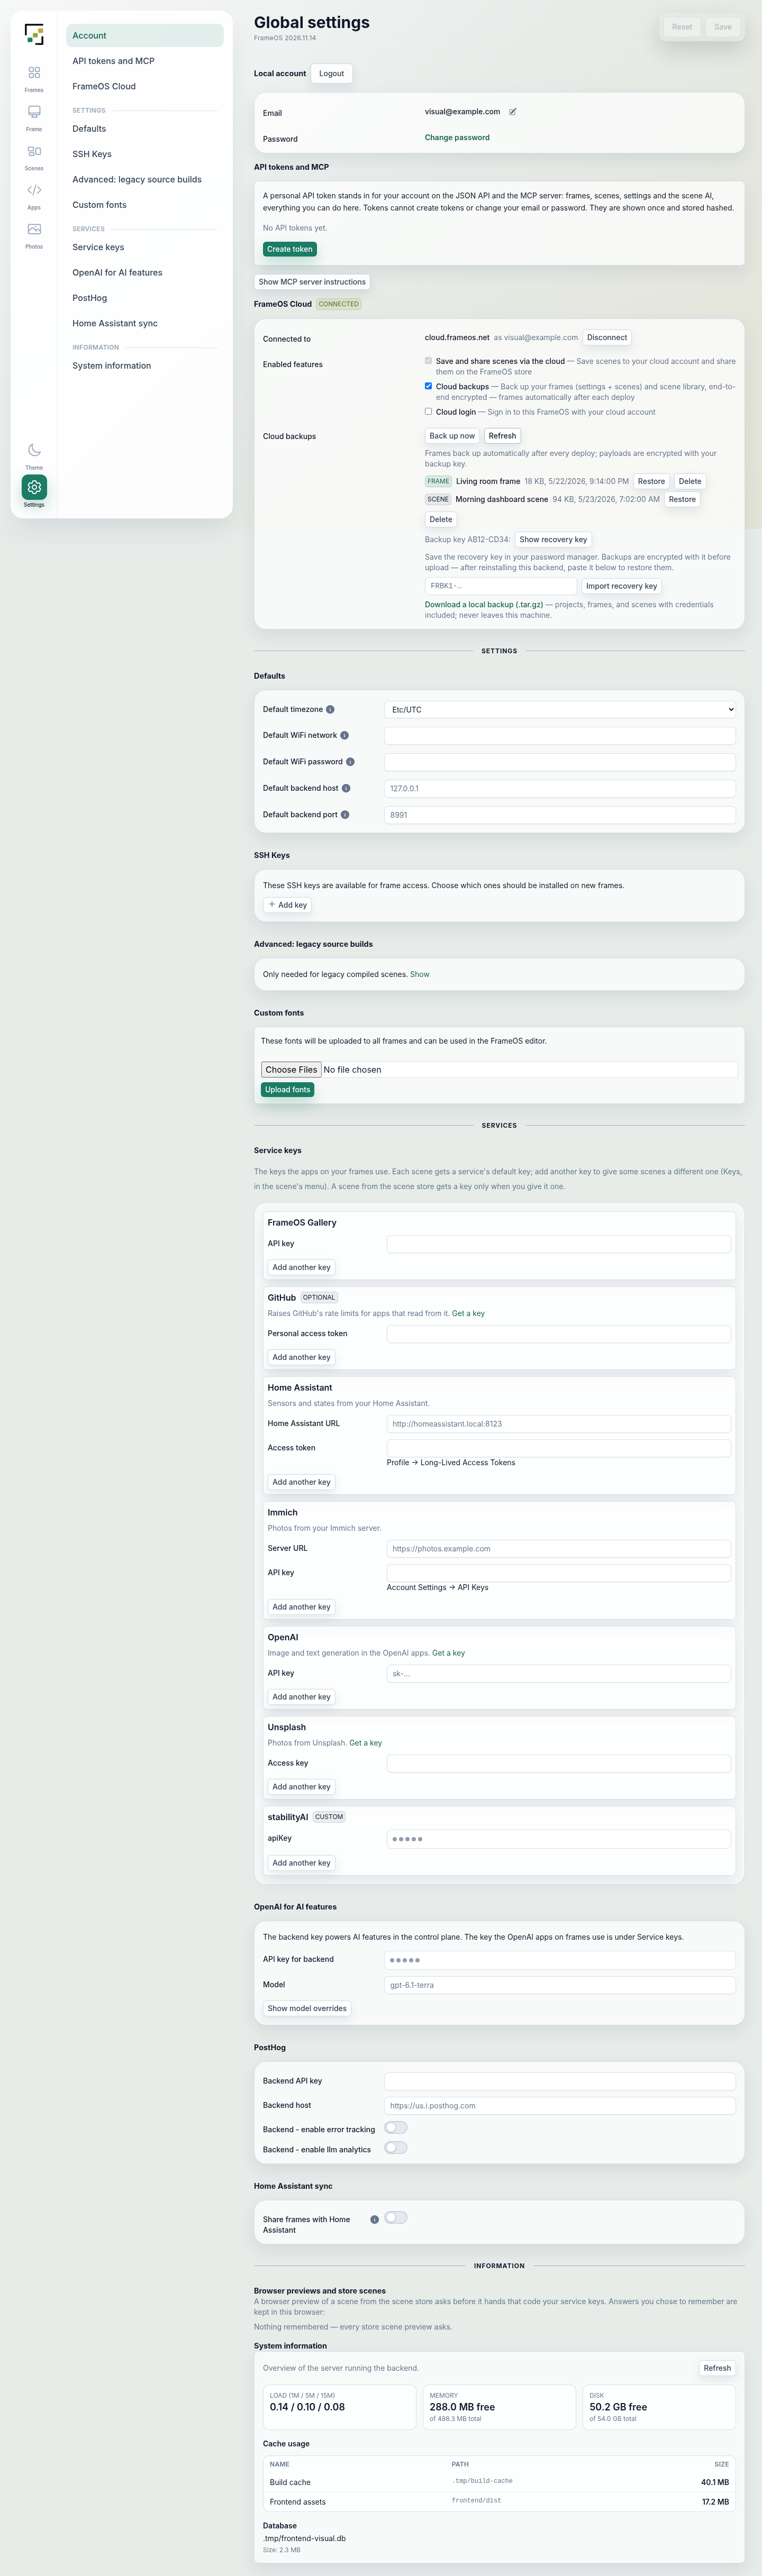 Frames
Frame
Scenes
Apps
Photos
Theme
Settings
Account
API tokens and MCP
FrameOS Cloud
SETTINGS
Defaults
SSH Keys
Advanced: legacy source builds
Custom fonts
SERVICES
Service keys
OpenAI for AI features
PostHog
Home Assistant sync
INFORMATION
System information
Global settings
FrameOS 2026.11.14
Reset
Save
Local account
Logout
Email
visual@example.com
Password
Change password
API tokens and MCP
A personal API token stands in for your account on the JSON API and the MCP server: frames, scenes, settings and the scene AI,
everything you can do here. Tokens cannot create tokens or change your email or password. They are shown once and stored hashed.
No API tokens yet.
Create token
Show MCP server instructions
FrameOS Cloud CONNECTED
Connected to
cloud.frameos.net as visual@example.com Disconnect
Enabled features
Save and share scenes via the cloud — Save scenes to your cloud account and share
them on the FrameOS store
Cloud backups — Back up your frames (settings + scenes) and scene library, end-to-
end encrypted — frames automatically after each deploy
Cloud login — Sign in to this FrameOS with your cloud account
Cloud backups
Back up now Refresh
Frames back up automatically after every deploy; payloads are encrypted with your
backup key.
FRAME Living room frame 18 KB, 5/22/2026, 9:14:00 PM Restore Delete
SCENE Morning dashboard scene 94 KB, 5/23/2026, 7:02:00 AM Restore
Delete
Backup key AB12-CD34: Show recovery key
Save the recovery key in your password manager. Backups are encrypted with it before
upload — after reinstalling this backend, paste it below to restore them.
FRBK1-... Import recovery key
Download a local backup (.tar.gz) — projects, frames, and scenes with credentials
included; never leaves this machine.
SETTINGS
Defaults
Default timezone i
Etc/UTC
Default WiFi network i
Default WiFi password i
Default backend host i
127.0.0.1
Default backend port i
8991
SSH Keys
These SSH keys are available for frame access. Choose which ones should be installed on new frames.
+ Add key
Advanced: legacy source builds
Only needed for legacy compiled scenes. Show
Custom fonts
These fonts will be uploaded to all frames and can be used in the FrameOS editor.
Choose Files No file chosen
Upload fonts
SERVICES
Service keys
The keys the apps on your frames use. Each scene gets a service's default key; add another key to give some scenes a different one (Keys,
in the scene's menu). A scene from the scene store gets a key only when you give it one.
FrameOS Gallery
API key
Add another key
GitHub OPTIONAL
Raises GitHub's rate limits for apps that read from it. Get a key
Personal access token
Add another key
Home Assistant
Sensors and states from your Home Assistant.
Home Assistant URL
http://homeassistant.local:8123
Access token
Profile → Long-Lived Access Tokens
Add another key
Immich
Photos from your Immich server.
Server URL
https://photos.example.com
API key
Account Settings → API Keys
Add another key
OpenAI
Image and text generation in the OpenAI apps. Get a key
API key
sk-...
Add another key
Unsplash
Photos from Unsplash. Get a key
Access key
Add another key
stabilityAI CUSTOM
apiKey
●●●●●
Add another key
OpenAI for AI features
The backend key powers AI features in the control plane. The key the OpenAI apps on frames use is under Service keys.
API key for backend
●●●●●
Model
gpt-6.1-terra
Show model overrides
PostHog
Backend API key
Backend host
https://us.i.posthog.com
Backend - enable error tracking
Backend - enable llm analytics
Home Assistant sync
Share frames with Home
Assistant
i
INFORMATION
Browser previews and store scenes
A browser preview of a scene from the scene store asks before it hands that code your service keys. Answers you chose to remember are
kept in this browser:
Nothing remembered — every store scene preview asks.
System information
Overview of the server running the backend.
Refresh
LOAD (1M / 5M / 15M)
0.14 / 0.10 / 0.08
MEMORY
288.0 MB free
of 488.3 MB total
DISK
50.2 GB free
of 54.0 GB total
Cache usage
NAME PATH SIZE
Build cache .tmp/build-cache 40.1 MB
Frontend assets frontend/dist 17.2 MB
Database
.tmp/frontend-visual.db
Size: 2.3 MB